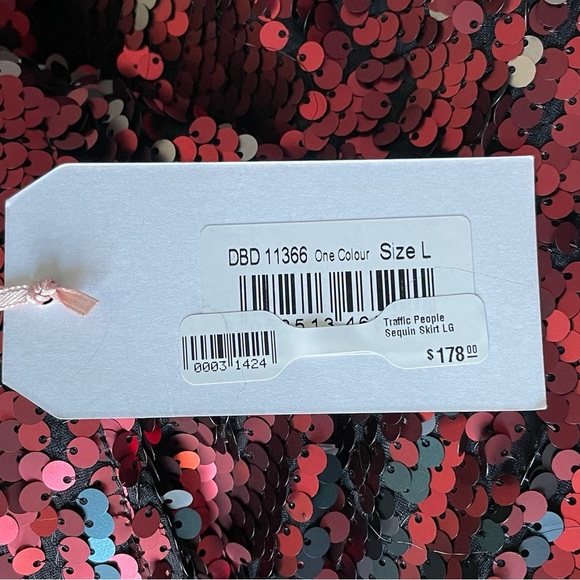 DBD 11366 One Colour Size L
Traffic People
Sequin Skirt LG
0003 1424
$178.00